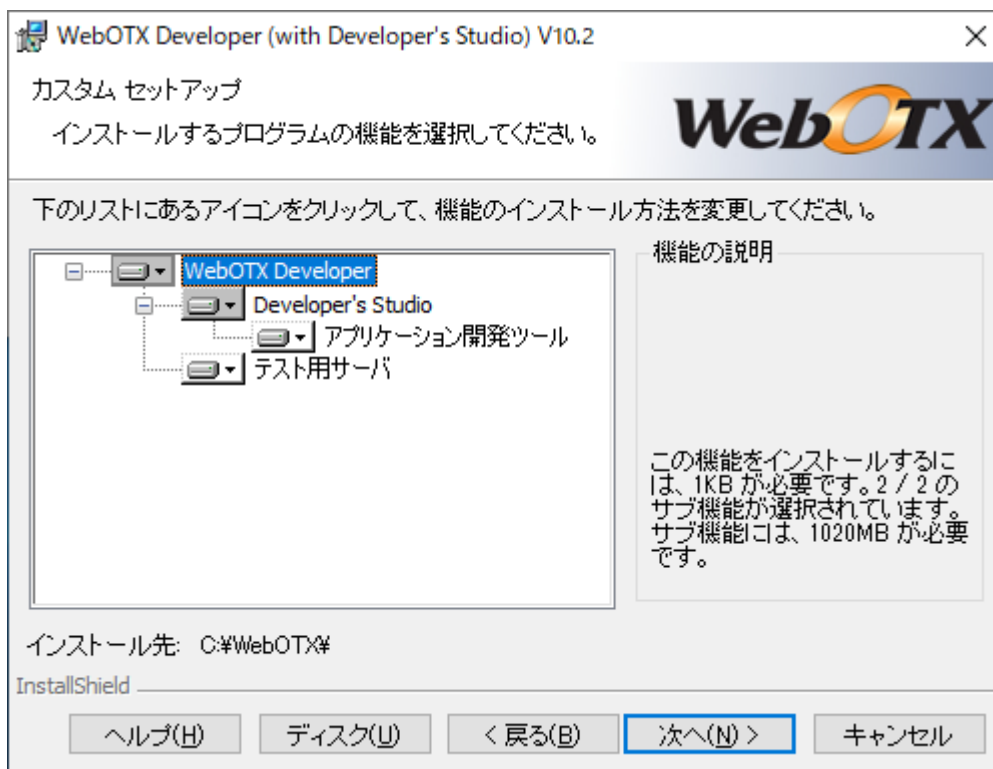 WebOTX Developer (with Developer's Studio) V10.2
カスタム セットアップ
インストールするプログラムの機能を選択してください。
WebOTX
下のリストにあるアイコンをクリックして、機能のインストール方法を変更してください。
WebOTX Developer
Developer's Studio
アプリケーション開発ツール
テスト用サーバ
機能の説明
この機能をインストールするに
は、1KB が必要です。2 / 2 の
サブ機能が選択されています。
サブ機能には、1020MB が必要
です。
インストール先: C:¥WebOTX¥
InstallShield
ヘルプ(H)
ディスク(U)
< 戻る(B)
次へ(N) >
キャンセル